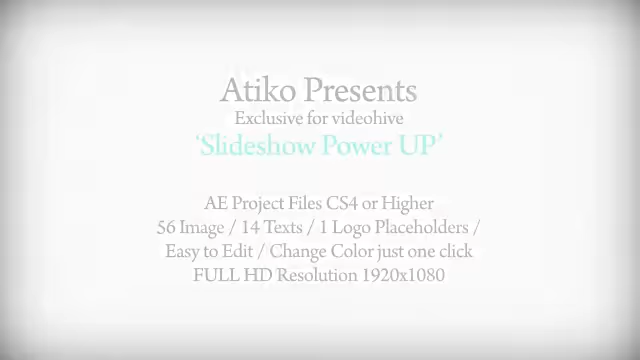 Atiko Presents
Exclusive for videohive
‘Slideshow Power UP’
AE Project Files CS4 or Higher
56 Image / 14 Texts / 1 Logo Placeholders /
Easy to Edit / Change Color just one click
FULL HD Resolution 1920x1080